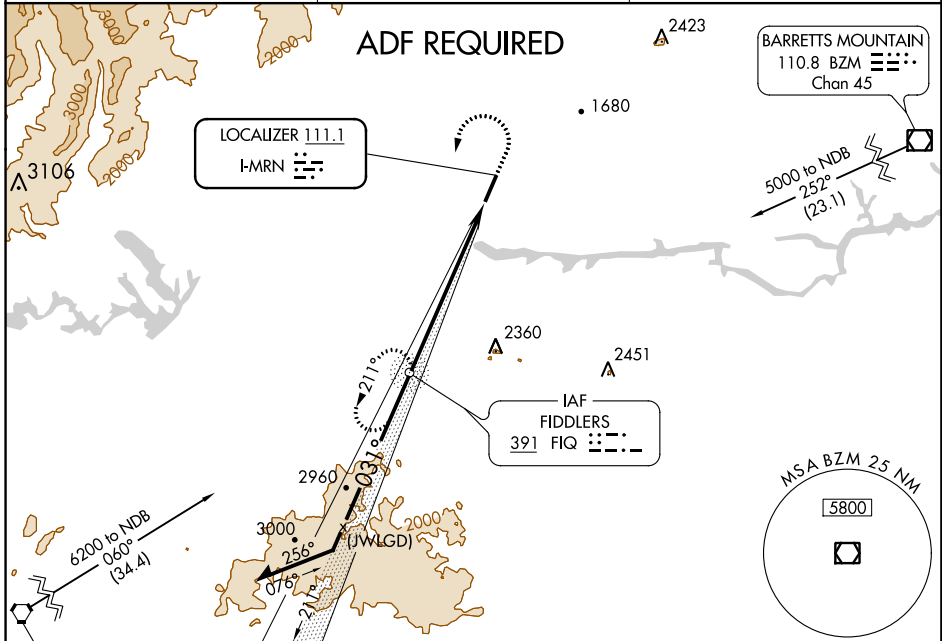 ADF REQUIRED
2423
2000
3000
2000
3106
1680
BARRETTS MOUNTAIN
110.8 BZM
Chan 45
LOCALIZER 111.1
I-MRN
5000 to NDB
252°
(23.1)
2360
2451
211°
IAF
FIDDLERS
391 FIQ
031°
2960
3000
2000
(JWLGD)
256°
076°
211°
6200 to NDB
060°
(34.4)
MSA BZM 25 NM
5800